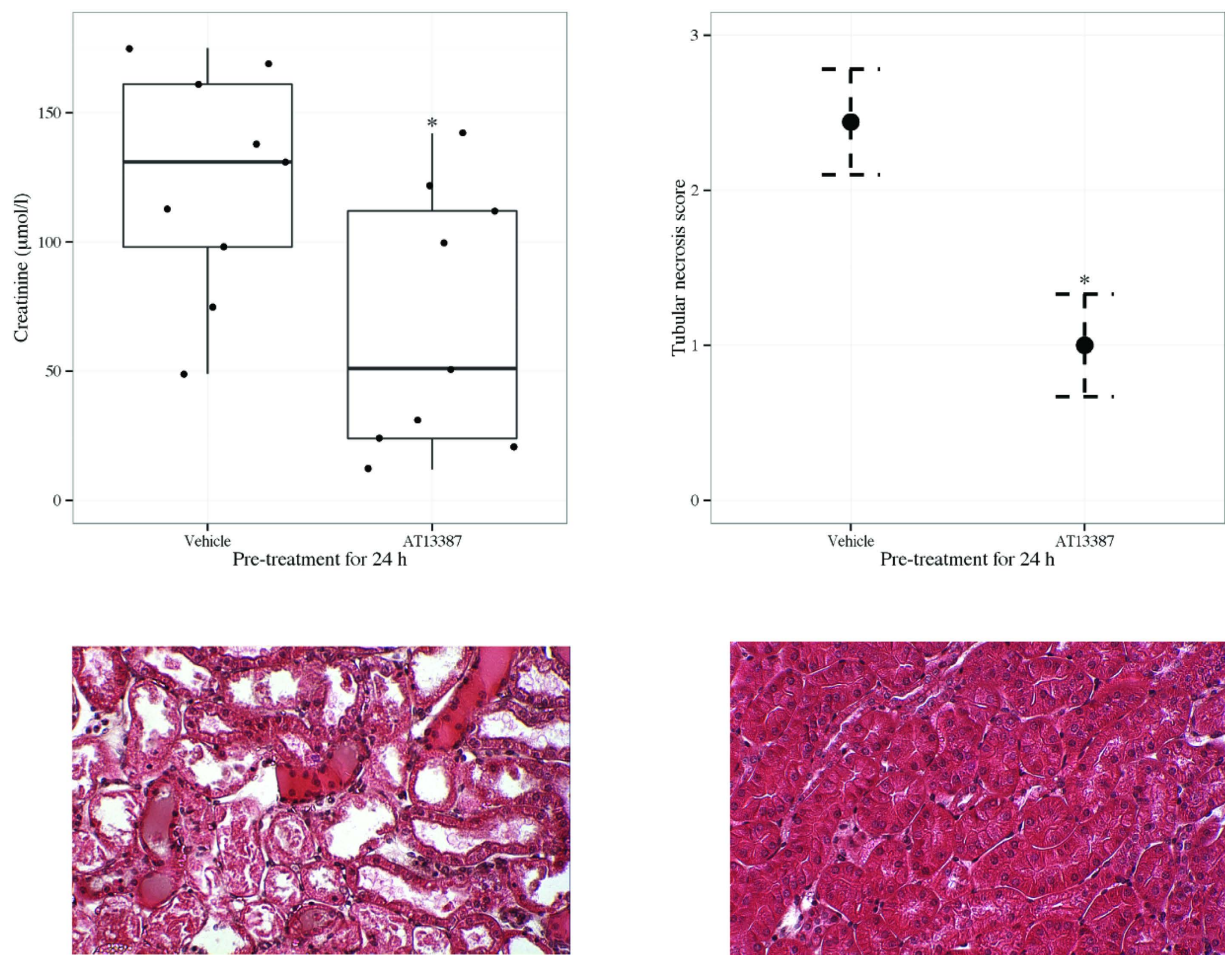 150
100
50
0
Creatinine (μmol/l)
*
Vehicle
AT13387
Pre-treatment for 24 h
3
2
1
0
Tubular necrosis score
*
Vehicle
AT13387
Pre-treatment for 24 h